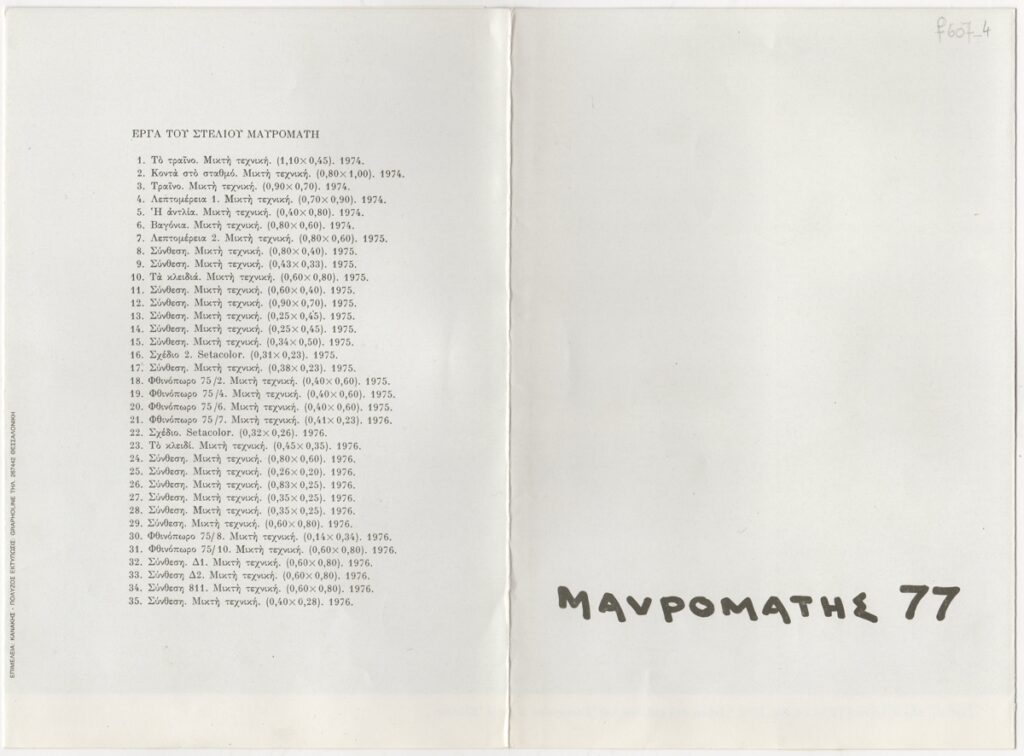 ΕΡΓΑ ΤΟΥ ΣΤΕΛΙΟΥ ΜΑΥΡΟΜΑΤΗ
1. Τὸ τραῖνο. Μικτὴ τεχνική. (1,10×0,45). 1974.
2. Κοντὰ στὸ σταθμό. Μικτὴ τεχνική. (0,80×1,00). 1974.
3. Τραῖνο. Μικτὴ τεχνική. (0,90×0,70). 1974.
4. Λεπτομέρεια 1. Μικτὴ τεχνική. (0,70×0,90). 1974.
5. Ἡ ἀντλία. Μικτὴ τεχνική. (0,40×0,80). 1974.
6. Βαγόνια. Μικτὴ τεχνική. (0,80×0,60). 1974.
7. Λεπτομέρεια 2. Μικτὴ τεχνική. (0,80×0,60). 1975.
8. Σύνθεση. Μικτὴ τεχνική. (0,80×0,40). 1975.
9. Σύνθεση. Μικτὴ τεχνική. (0,43×0,33). 1975.
10. Τὰ κλειδιά. Μικτὴ τεχνική. (0,60×0,80). 1975.
11. Σύνθεση. Μικτὴ τεχνική. (0,60×0,40). 1975.
12. Σύνθεση. Μικτὴ τεχνική. (0,90×0,70). 1975.
13. Σύνθεση. Μικτὴ τεχνική. (0,25×0,45). 1975.
14. Σύνθεση. Μικτὴ τεχνική. (0,25×0,45). 1975.
15. Σύνθεση. Μικτὴ τεχνική. (0,34×0,50). 1975.
16. Σχέδιο 2. Setacolor. (0,31×0,23). 1975.
17. Σύνθεση. Μικτὴ τεχνική. (0,38×0,23). 1975.
18. Φθινόπωρο 75/2. Μικτὴ τεχνική. (0,40×0,60). 1975.
19. Φθινόπωρο 75/4. Μικτὴ τεχνική. (0,40×0,60). 1975.
20. Φθινόπωρο 75/6. Μικτὴ τεχνική. (0,40×0,60). 1975.
21. Φθινόπωρο 75/7. Μικτὴ τεχνική. (0,41×0,23). 1976.
22. Σχέδιο. Setacolor. (0,32×0,26). 1976.
23. Τὸ κλειδί. Μικτὴ τεχνική. (0,45×0,35). 1976.
24. Σύνθεση. Μικτὴ τεχνική. (0,80×0,60). 1976.
25. Σύνθεση. Μικτὴ τεχνική. (0,26×0,20). 1976.
26. Σύνθεση. Μικτὴ τεχνική. (0,83×0,25). 1976.
27. Σύνθεση. Μικτὴ τεχνική. (0,35×0,25). 1976.
28. Σύνθεση. Μικτὴ τεχνική. (0,35×0,25). 1976.
29. Σύνθεση. Μικτὴ τεχνική. (0,60×0,80). 1976.
30. Φθινόπωρο 75/8. Μικτὴ τεχνική. (0,14×0,34). 1976.
31. Φθινόπωρο 75/10. Μικτὴ τεχνική. (0,60×0,80). 1976.
32. Σύνθεση. Δ1. Μικτὴ τεχνική. (0,60×0,80). 1976.
33. Σύνθεση Δ2. Μικτὴ τεχνική. (0,60×0,80). 1976.
34. Σύνθεση 811. Μικτὴ τεχνική. (0,60×0,80). 1976.
35. Σύνθεση. Μικτὴ τεχνική. (0,40×0,28). 1976.
ΕΠΙΜΕΛΕΙΑ: ΚΑΝΑΚΗΣ - ΠΟΛΥΖΟΣ ΕΚΤΥΠΩΣΙΣ: GRAPHOLINE ΤΗΛ. 267442 ΘΕΣΣΑΛΟΝΙΚΗ
f607_4
ΜΑΥΡΟΜΑΤΗΣ 77